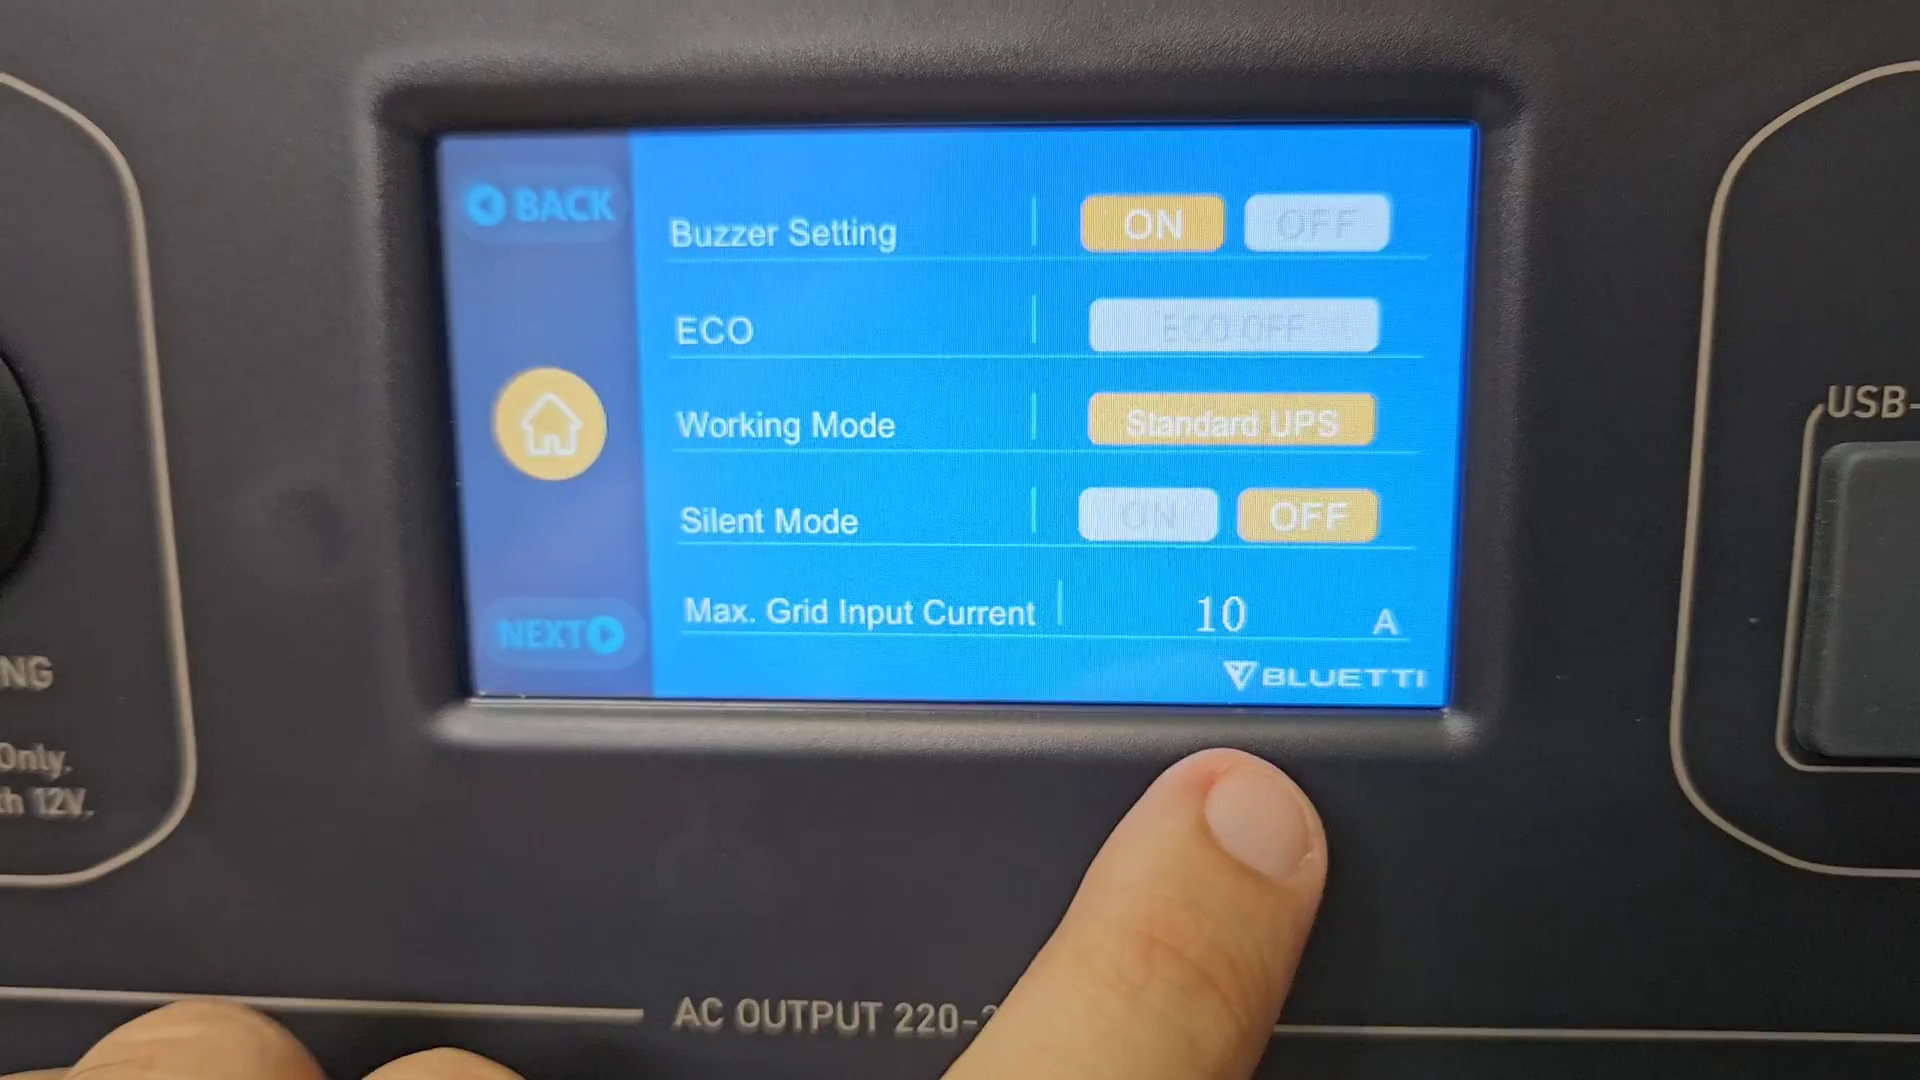 BACK
Buzzer Setting ON OFF
ECO ECO OFF
Working Mode Standard UPS
Silent Mode ON OFF
Max. Grid Input Current 10 A
NEXT
BLUETTI
NG
Only.
12V.
USB-
AC OUTPUT 220-